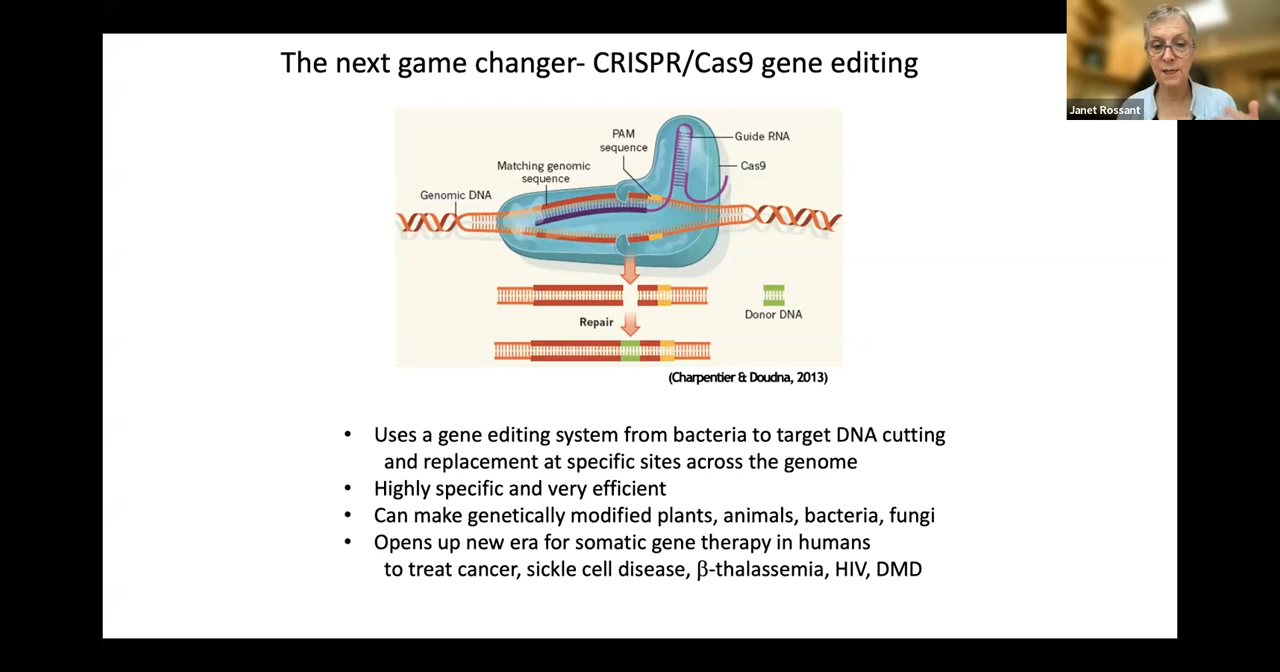 The next game changer- CRISPR/Cas9 gene editing
Janet Rossant
PAM
sequence
Guide RNA
Matching genomic
sequence
Cas9
Genomic DNA
Donor DNA
Repair
(Charpentier & Doudna, 2013)
• Uses a gene editing system from bacteria to target DNA cutting
and replacement at specific sites across the genome
• Highly specific and very efficient
• Can make genetically modified plants, animals, bacteria, fungi
• Opens up new era for somatic gene therapy in humans
to treat cancer, sickle cell disease, β-thalassemia, HIV, DMD